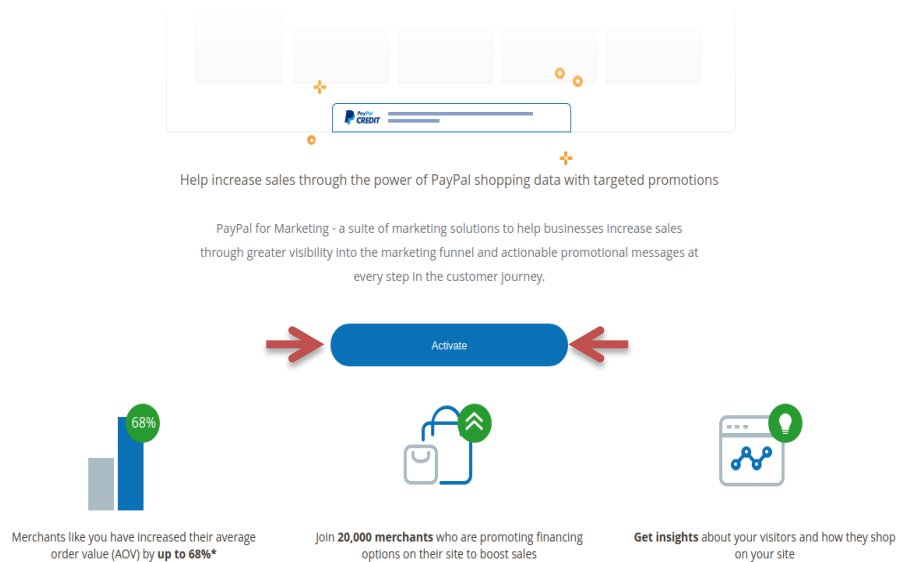 PayPal
CREDIT
Help increase sales through the power of PayPal shopping data with targeted promotions
PayPal for Marketing - a suite of marketing solutions to help businesses increase sales
through greater visibility into the marketing funnel and actionable promotional messages at
every step in the customer journey.
Activate
68%
Merchants like you have increased their average
order value (AOV) by up to 68%*
Join 20,000 merchants who are promoting financing
options on their site to boost sales
Get insights about your visitors and how they shop
on your site